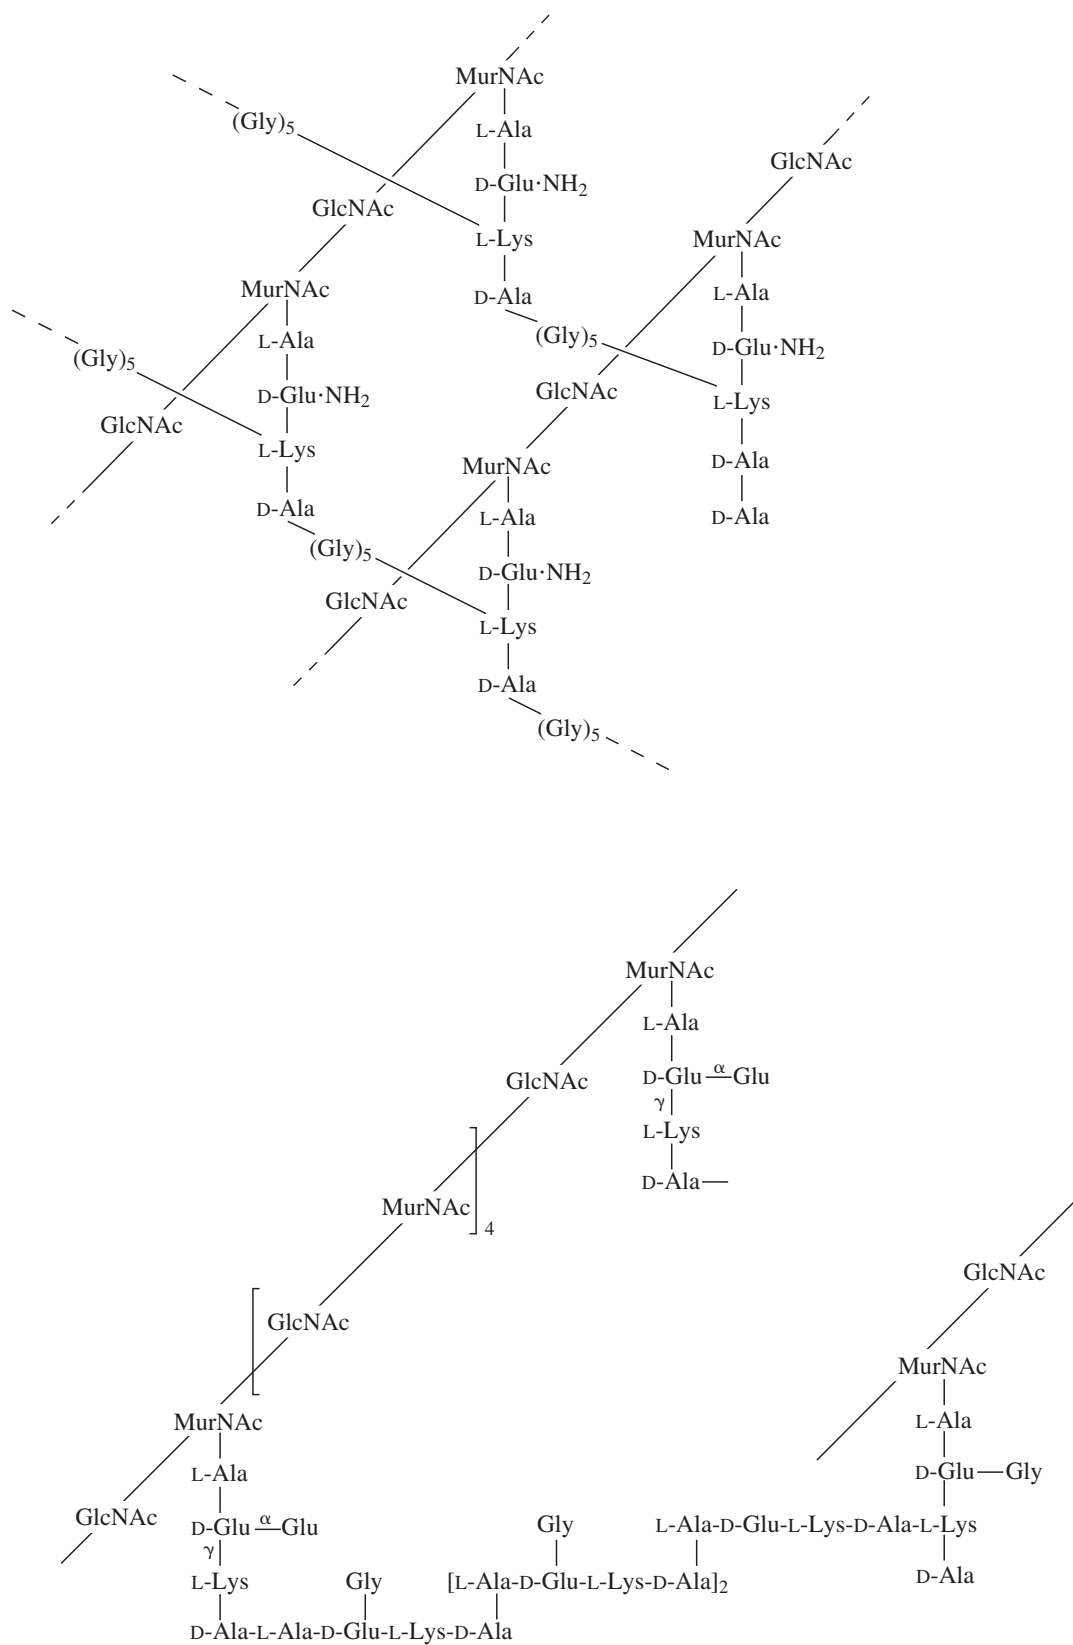 MurNAc
(Gly)5
L-Ala
GlcNAc
D-Glu·NH2
GlcNAc
L-Lys
MurNAc
MurNAc
L-Ala
D-Ala
(Gly)5
L-Ala
D-Glu·NH2
(Gly)5
GlcNAc
D-Glu·NH2
L-Lys
GlcNAc
L-Lys
D-Ala
MurNAc
D-Ala
L-Ala
D-Ala
(Gly)5
D-Glu·NH2
GlcNAc
L-Lys
D-Ala
(Gly)5
MurNAc
L-Ala
GlcNAc
D-Glu α Glu
γ
L-Lys
D-Ala
MurNAc
4
GlcNAc
GlcNAc
MurNAc
MurNAc
L-Ala
L-Ala
D-Glu Gly
GlcNAc
D-Glu α Glu
γ
Gly
L-Ala-D-Glu-L-Lys-D-Ala-L-Lys
L-Lys
Gly
[L-Ala-D-Glu-L-Lys-D-Ala]2
D-Ala
D-Ala-L-Ala-D-Glu-L-Lys-D-Ala